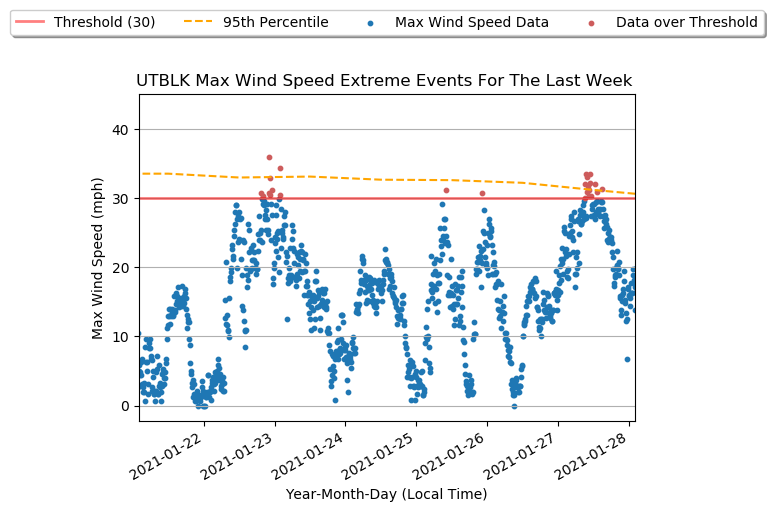 Threshold (30) 95th Percentile Max Wind Speed Data Data over Threshold
UTBLK Max Wind Speed Extreme Events For The Last Week
Max Wind Speed (mph)
40
30
20
10
0
2021-01-22 2021-01-23 2021-01-24 2021-01-25 2021-01-26 2021-01-27 2021-01-28
Year-Month-Day (Local Time)